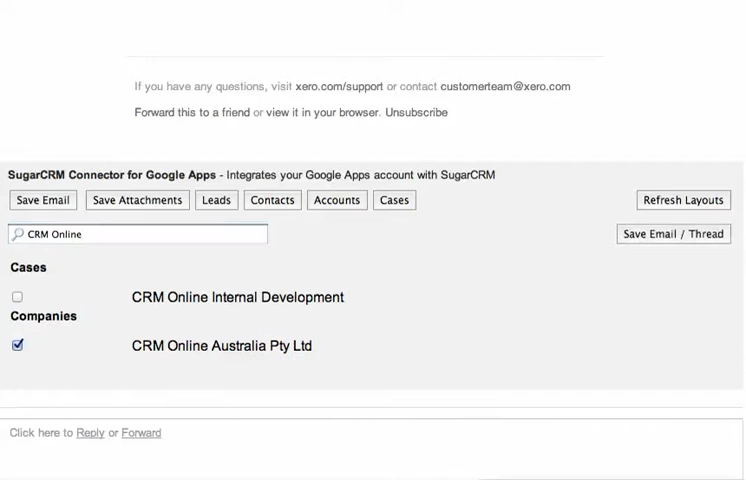 If you have any questions, visit xero.com/support or contact customerteam@xero.com
Forward this to a friend or view it in your browser. Unsubscribe
SugarCRM Connector for Google Apps - Integrates your Google Apps account with SugarCRM
Save Email Save Attachments Leads Contacts Accounts Cases Refresh Layouts
CRM Online Save Email / Thread
Cases
CRM Online Internal Development
Companies
CRM Online Australia Pty Ltd
Click here to Reply or Forward